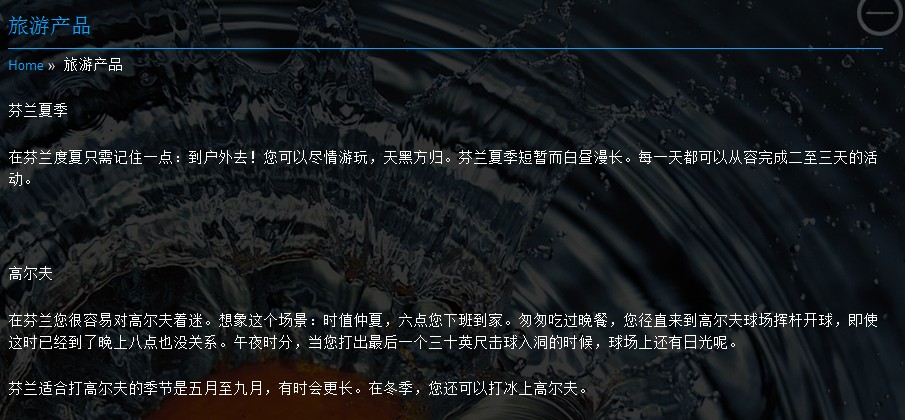 旅游产品
Home »  旅游产品
芬兰夏季
在芬兰度夏只需记住一点：到户外去！您可以尽情游玩，天黑方归。芬兰夏季短暂而白昼漫长。每一天都可以从容完成二至三天的活
动。
高尔夫
在芬兰您很容易对高尔夫着迷。想象这个场景：时值仲夏，六点您下班到家。匆匆吃过晚餐，您径直来到高尔夫球场挥杆开球，即使
这时已经到了晚上八点也没关系。午夜时分，当您打出最后一个三十英尺击球入洞的时候，球场上还有日光呢。
芬兰适合打高尔夫的季节是五月至九月，有时会更长。在冬季，您还可以打冰上高尔夫。